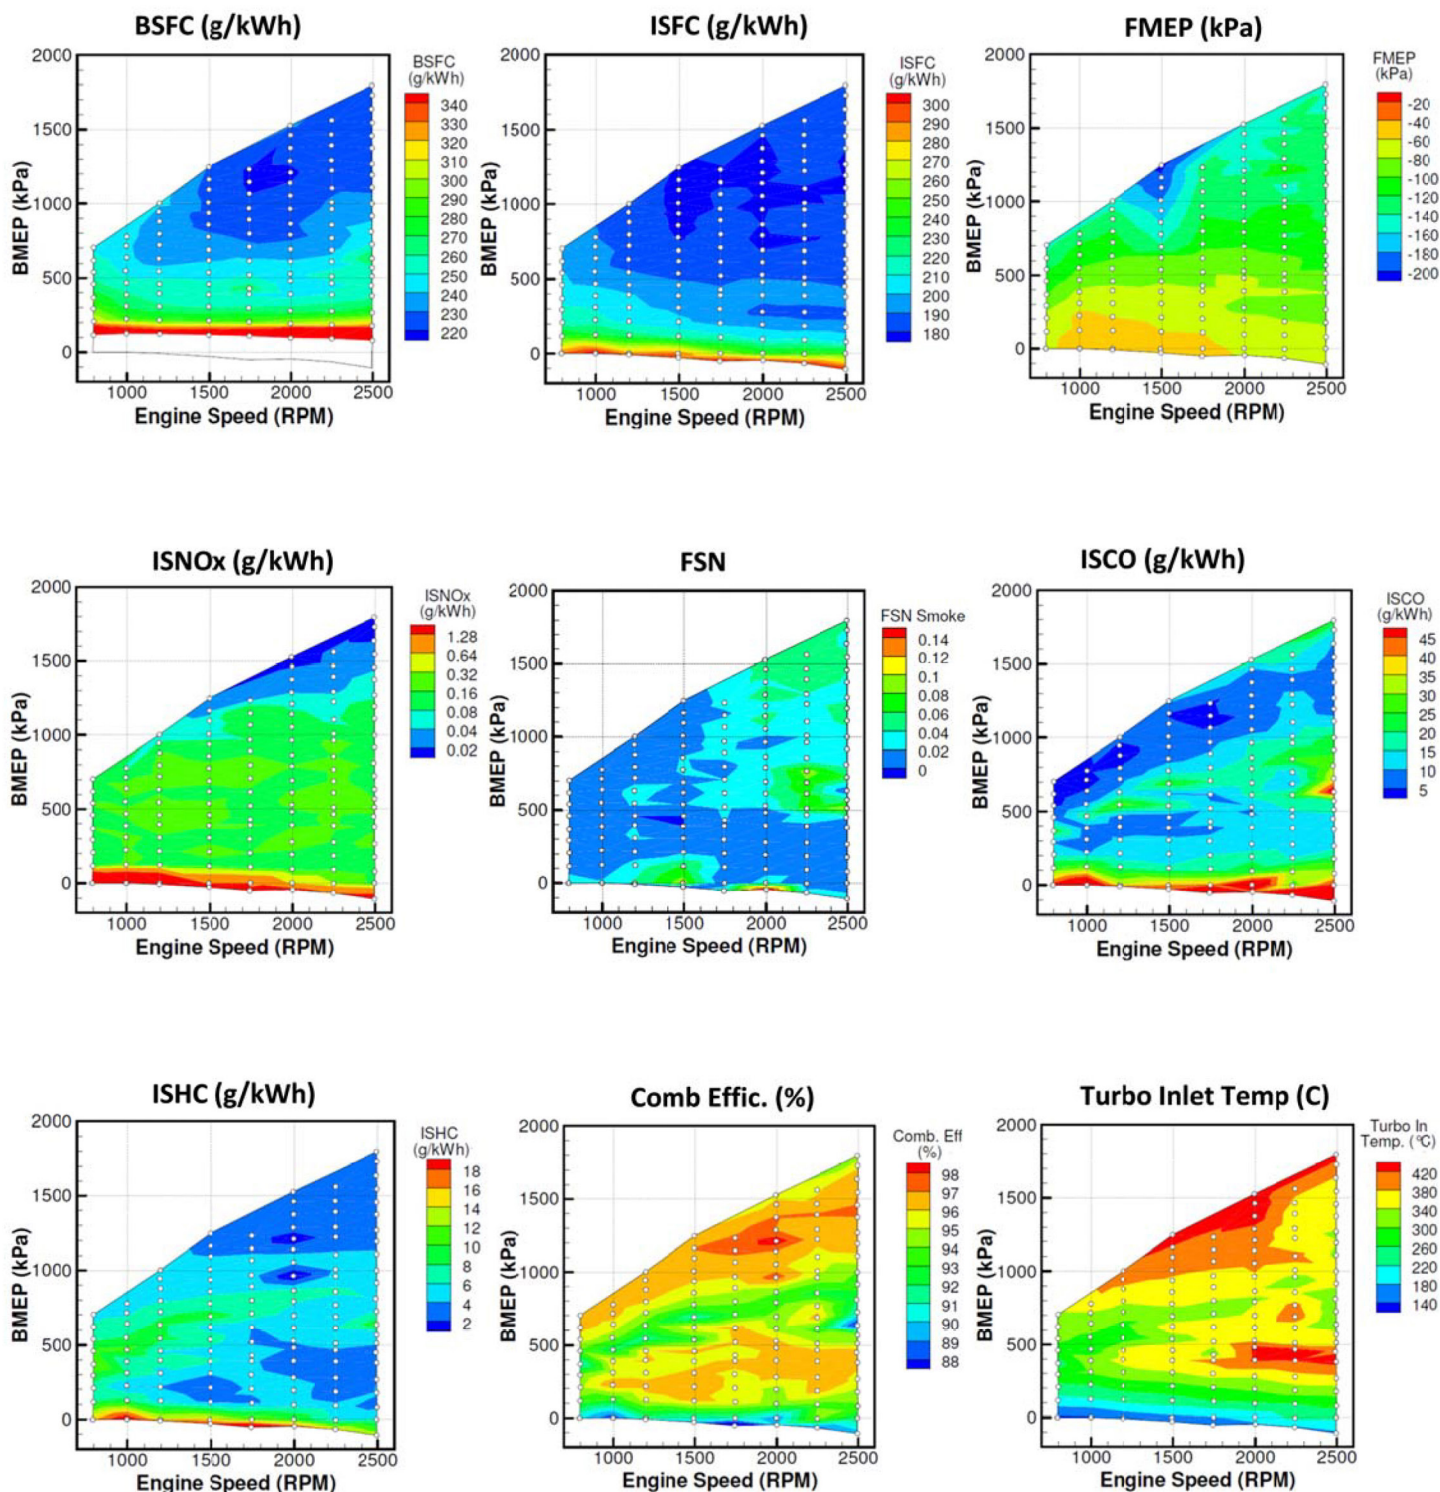 BSFC (g/kWh)
ISFC (g/kWh)
FMEP (kPa)
2000
1500
1000
500
0
BMEP (kPa)
1000 1500 2000 2500
Engine Speed (RPM)
BSFC
(g/kWh)
340
330
320
310
300
290
280
270
260
250
240
230
220
2000
1500
1000
500
0
BMEP (kPa)
1000 1500 2000 2500
Engine Speed (RPM)
ISFC
(g/kWh)
300
290
280
270
260
250
240
230
220
210
200
190
180
2000
1500
1000
500
0
BMEP (kPa)
1000 1500 2000 2500
Engine Speed (RPM)
FMEP
(kPa)
-20
-40
-60
-80
-100
-120
-140
-160
-180
-200
ISNOx (g/kWh)
FSN
ISCO (g/kWh)
2000
1500
1000
500
0
BMEP (kPa)
1000 1500 2000 2500
Engine Speed (RPM)
ISNOx
(g/kWh)
1.28
0.64
0.32
0.16
0.08
0.04
0.02
2000
1500
1000
500
0
BMEP (kPa)
1000 1500 2000 2500
Engine Speed (RPM)
FSN Smoke
0.14
0.12
0.1
0.08
0.06
0.04
0.02
0
2000
1500
1000
500
0
BMEP (kPa)
1000 1500 2000 2500
Engine Speed (RPM)
ISCO
(g/kWh)
45
40
35
30
25
20
15
10
5
ISHC (g/kWh)
Comb Effic. (%)
Turbo Inlet Temp (C)
2000
1500
1000
500
0
BMEP (kPa)
1000 1500 2000 2500
Engine Speed (RPM)
ISHC
(g/kWh)
18
16
14
12
10
8
6
4
2
2000
1500
1000
500
0
BMEP (kPa)
1000 1500 2000 2500
Engine Speed (RPM)
Comb. Eff
(%)
98
97
96
95
94
93
92
91
90
89
88
2000
1500
1000
500
0
BMEP (kPa)
1000 1500 2000 2500
Engine Speed (RPM)
Turbo In
Temp. (°C)
420
380
340
300
260
220
180
140